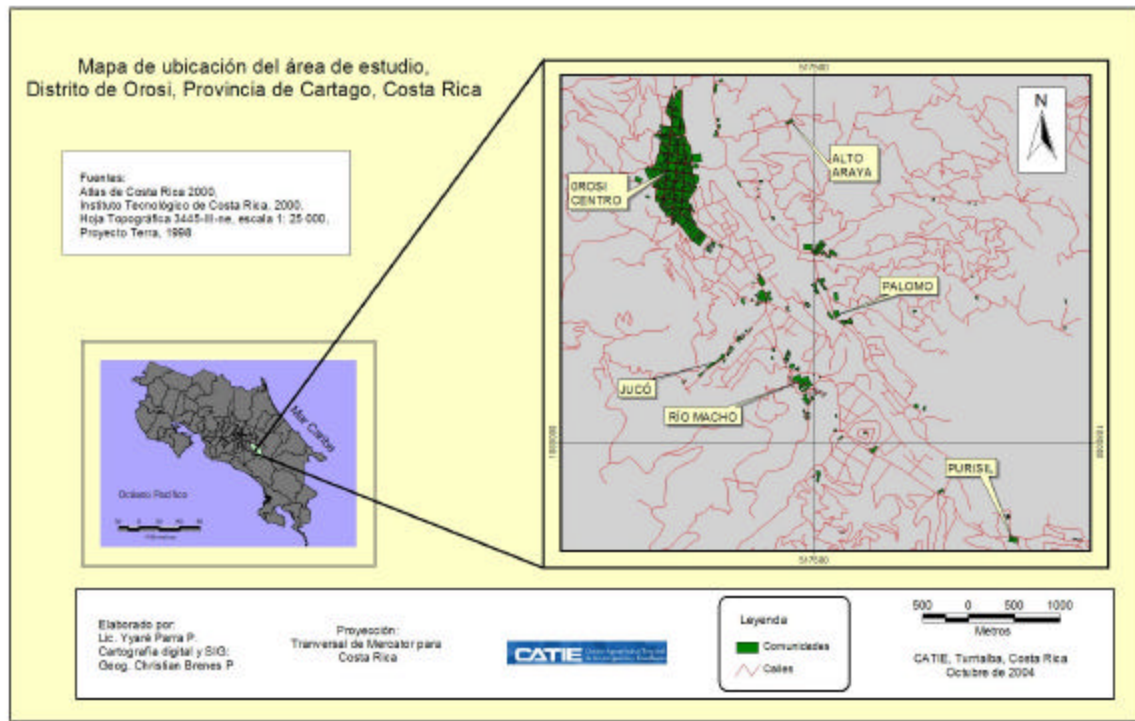 Mapa de ubicación del área de estudio,
Distrito de Orosi, Provincia de Cartago, Costa Rica
Fuentes:
Atlas de Costa Rica 2000,
Instituto Tecnológico de Costa Rica, 2000.
Hoja Topográfica 3445-III-ne, escala 1: 25 000,
Proyecto Terra, 1998
517500
N
ALTO
ARAYA
OROSI
CENTRO
PALOMO
JUCÓ
RÍO MACHO
PURISIL
517500
Mar Caribe
Océano Pacífico
Elaborado por:
Lic. Yyaré Parra P.
Cartografía digital y SIG:
Geog. Christian Brenes P
Proyección:
Tranversal de Mercator para
Costa Rica
CATIE
Leyenda
Comunidades
Calles
500 0 500 1000
Metros
CATIE, Turrialba, Costa Rica
Octubre de 2004